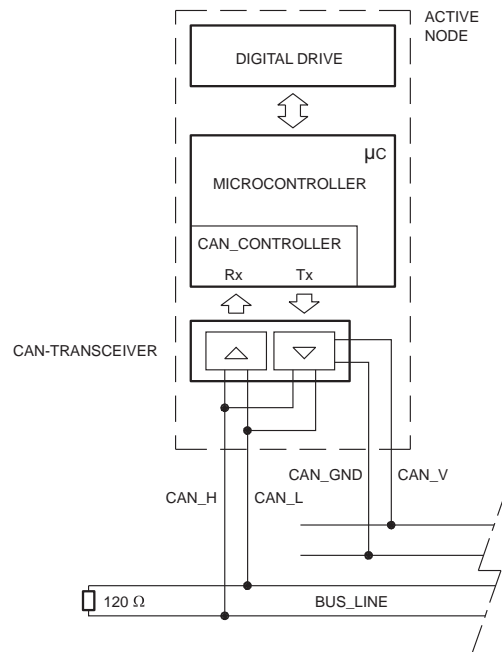 ACTIVE
NODE
DIGITAL DRIVE
μC
MICROCONTROLLER
CAN_CONTROLLER
Rx Tx
CAN-TRANSCEIVER
CAN_GND CAN_V
CAN_H CAN_L
120 Ω BUS_LINE